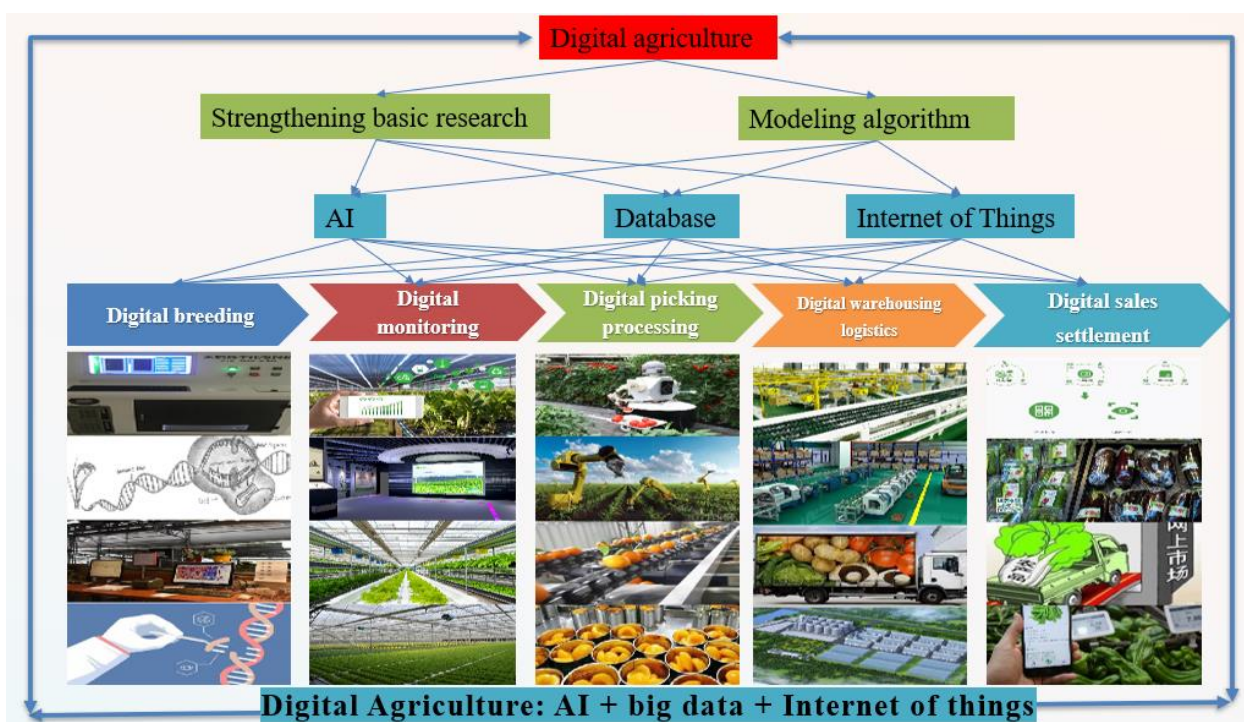 Digital agriculture
Strengthening basic research
Modeling algorithm
AI
Database
Internet of Things
Digital breeding
Digital
monitoring
Digital picking
processing
Digital warehousing
logistics
Digital sales
settlement
网上市场
Digital Agriculture: AI + big data + Internet of things